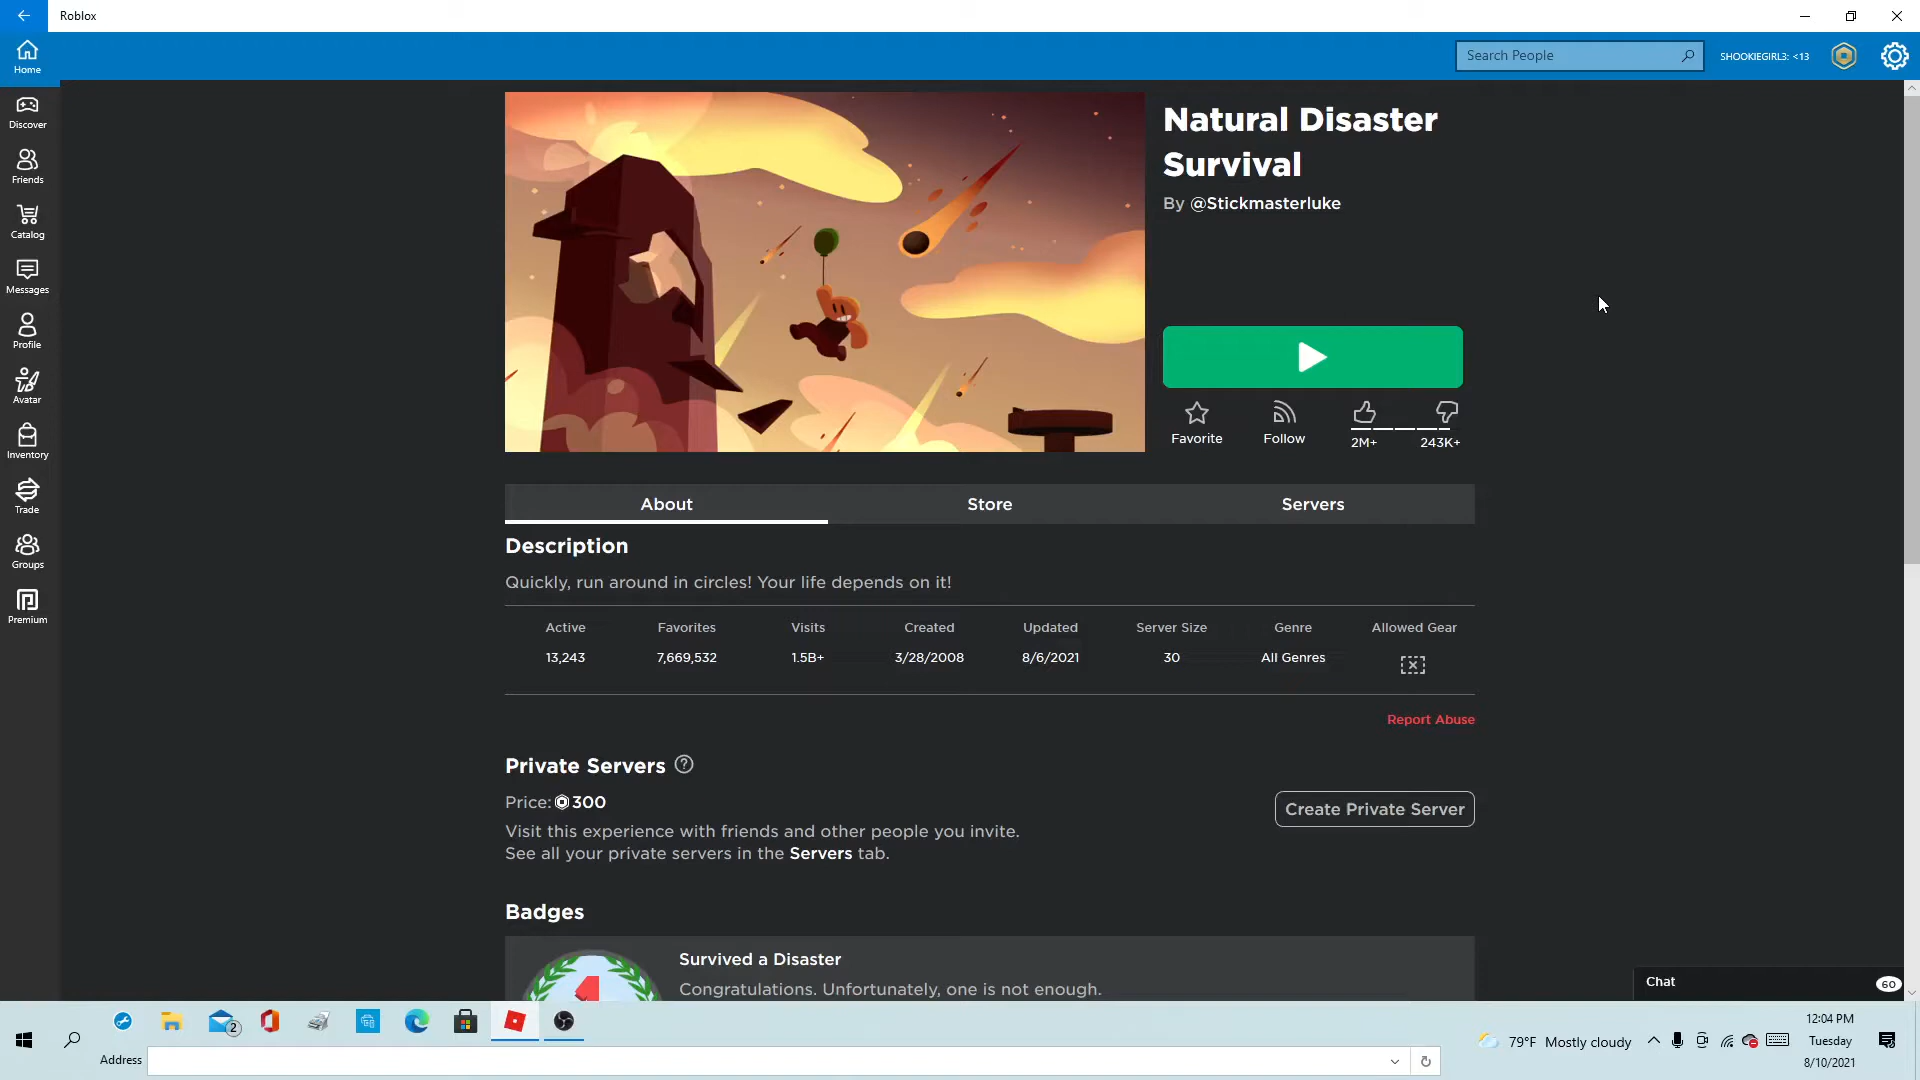 Roblox
Home
Search People
SHOOKIEGIRL3: <13
Discover
Friends
Catalog
Messages
Profile
Avatar
Inventory
Trade
Groups
Premium
Natural Disaster
Survival
By @Stickmasterluke
Favorite
Follow
2M+
243K+
About
Store
Servers
Description
Quickly, run around in circles! Your life depends on it!
Active
Favorites
Visits
Created
Updated
Server Size
Genre
Allowed Gear
13,243
7,669,532
1.5B+
3/28/2008
8/6/2021
30
All Genres
Report Abuse
Private Servers
Price: 300
Visit this experience with friends and other people you invite.
See all your private servers in the Servers tab.
Create Private Server
Badges
Survived a Disaster
Congratulations. Unfortunately, one is not enough.
Chat
60
2
Address
79°F Mostly cloudy
12:04 PM
Tuesday
8/10/2021